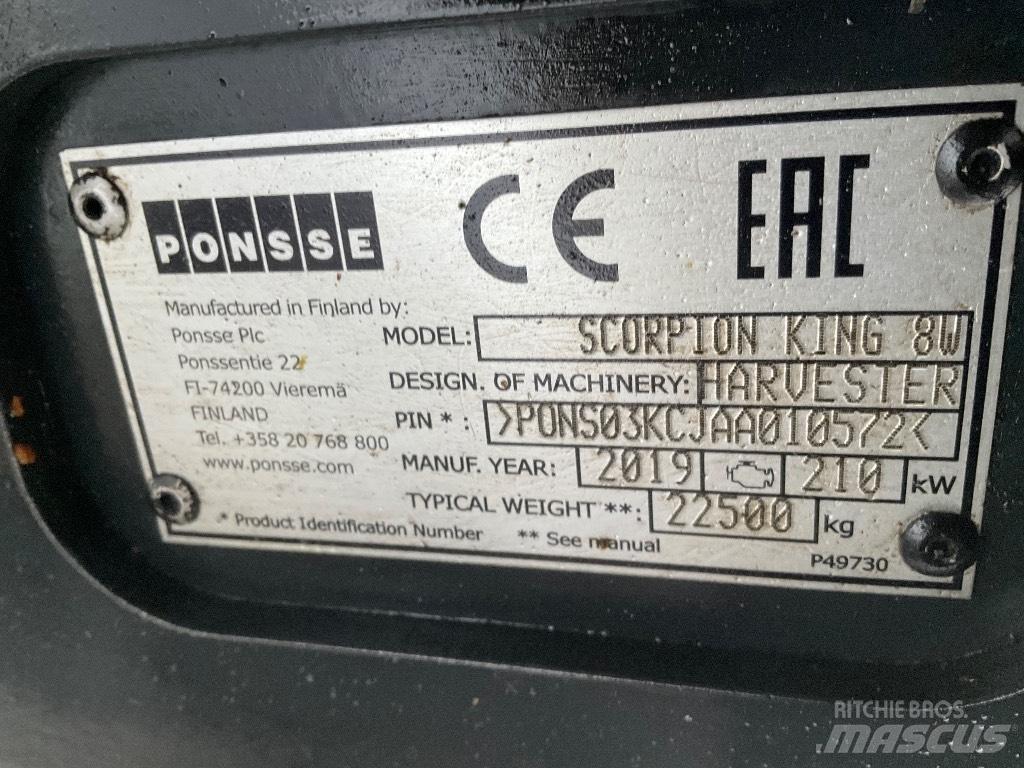 PONSSE
CE
EAC
Manufactured in Finland by:
Ponsse Plc
Ponssentie 22
FI-74200 Vieremä
FINLAND
Tel. +358 20 768 800
www.ponsse.com
MODEL: SCORPION KING 8W
DESIGN. OF MACHINERY: HARVESTER
PIN * : >PONS03KCJAA010572<
MANUF. YEAR: 2019 210 kW
TYPICAL WEIGHT **: 22500 kg
* Product Identification Number ** See manual
P49730
RITCHIE BROS.
MASCUS